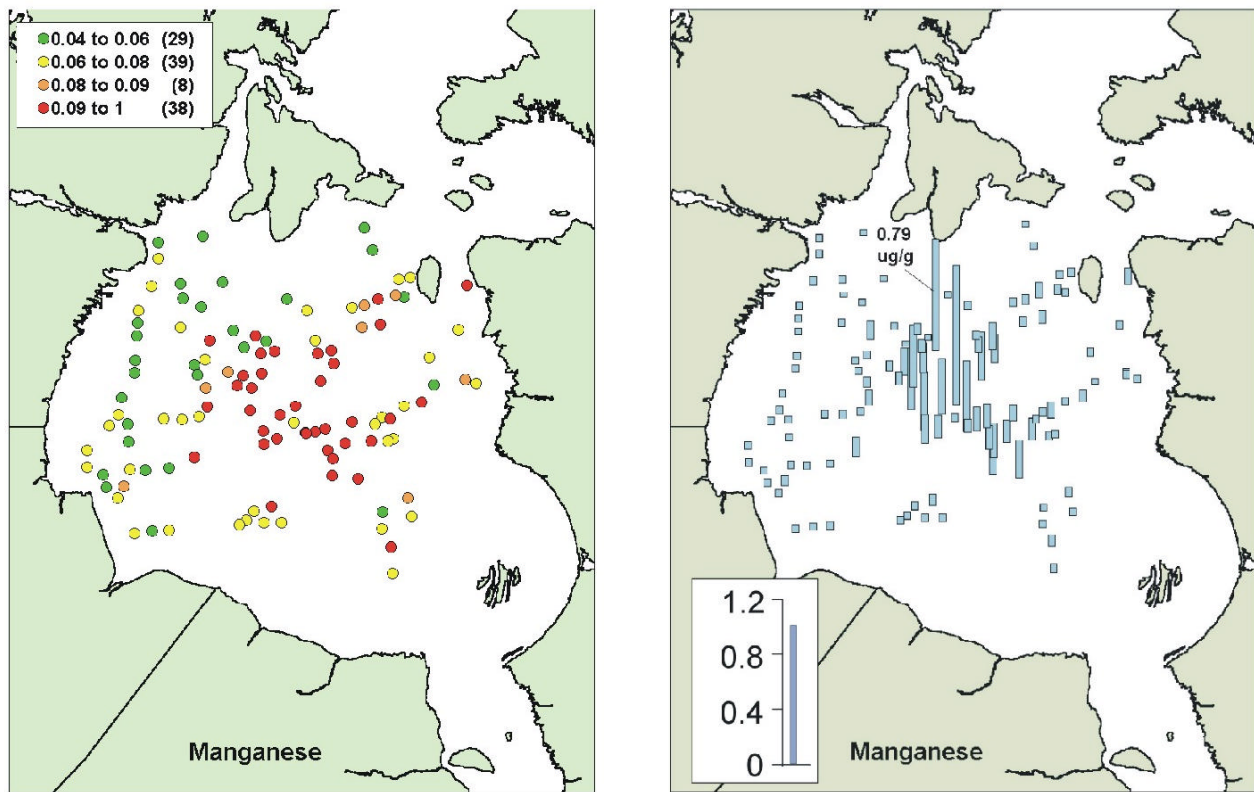 0.04 to 0.06 (29)
0.06 to 0.08 (39)
0.08 to 0.09 (8)
0.09 to 1 (38)
Manganese
0.79
ug/g
1.2
0.8
0.4
0
Manganese